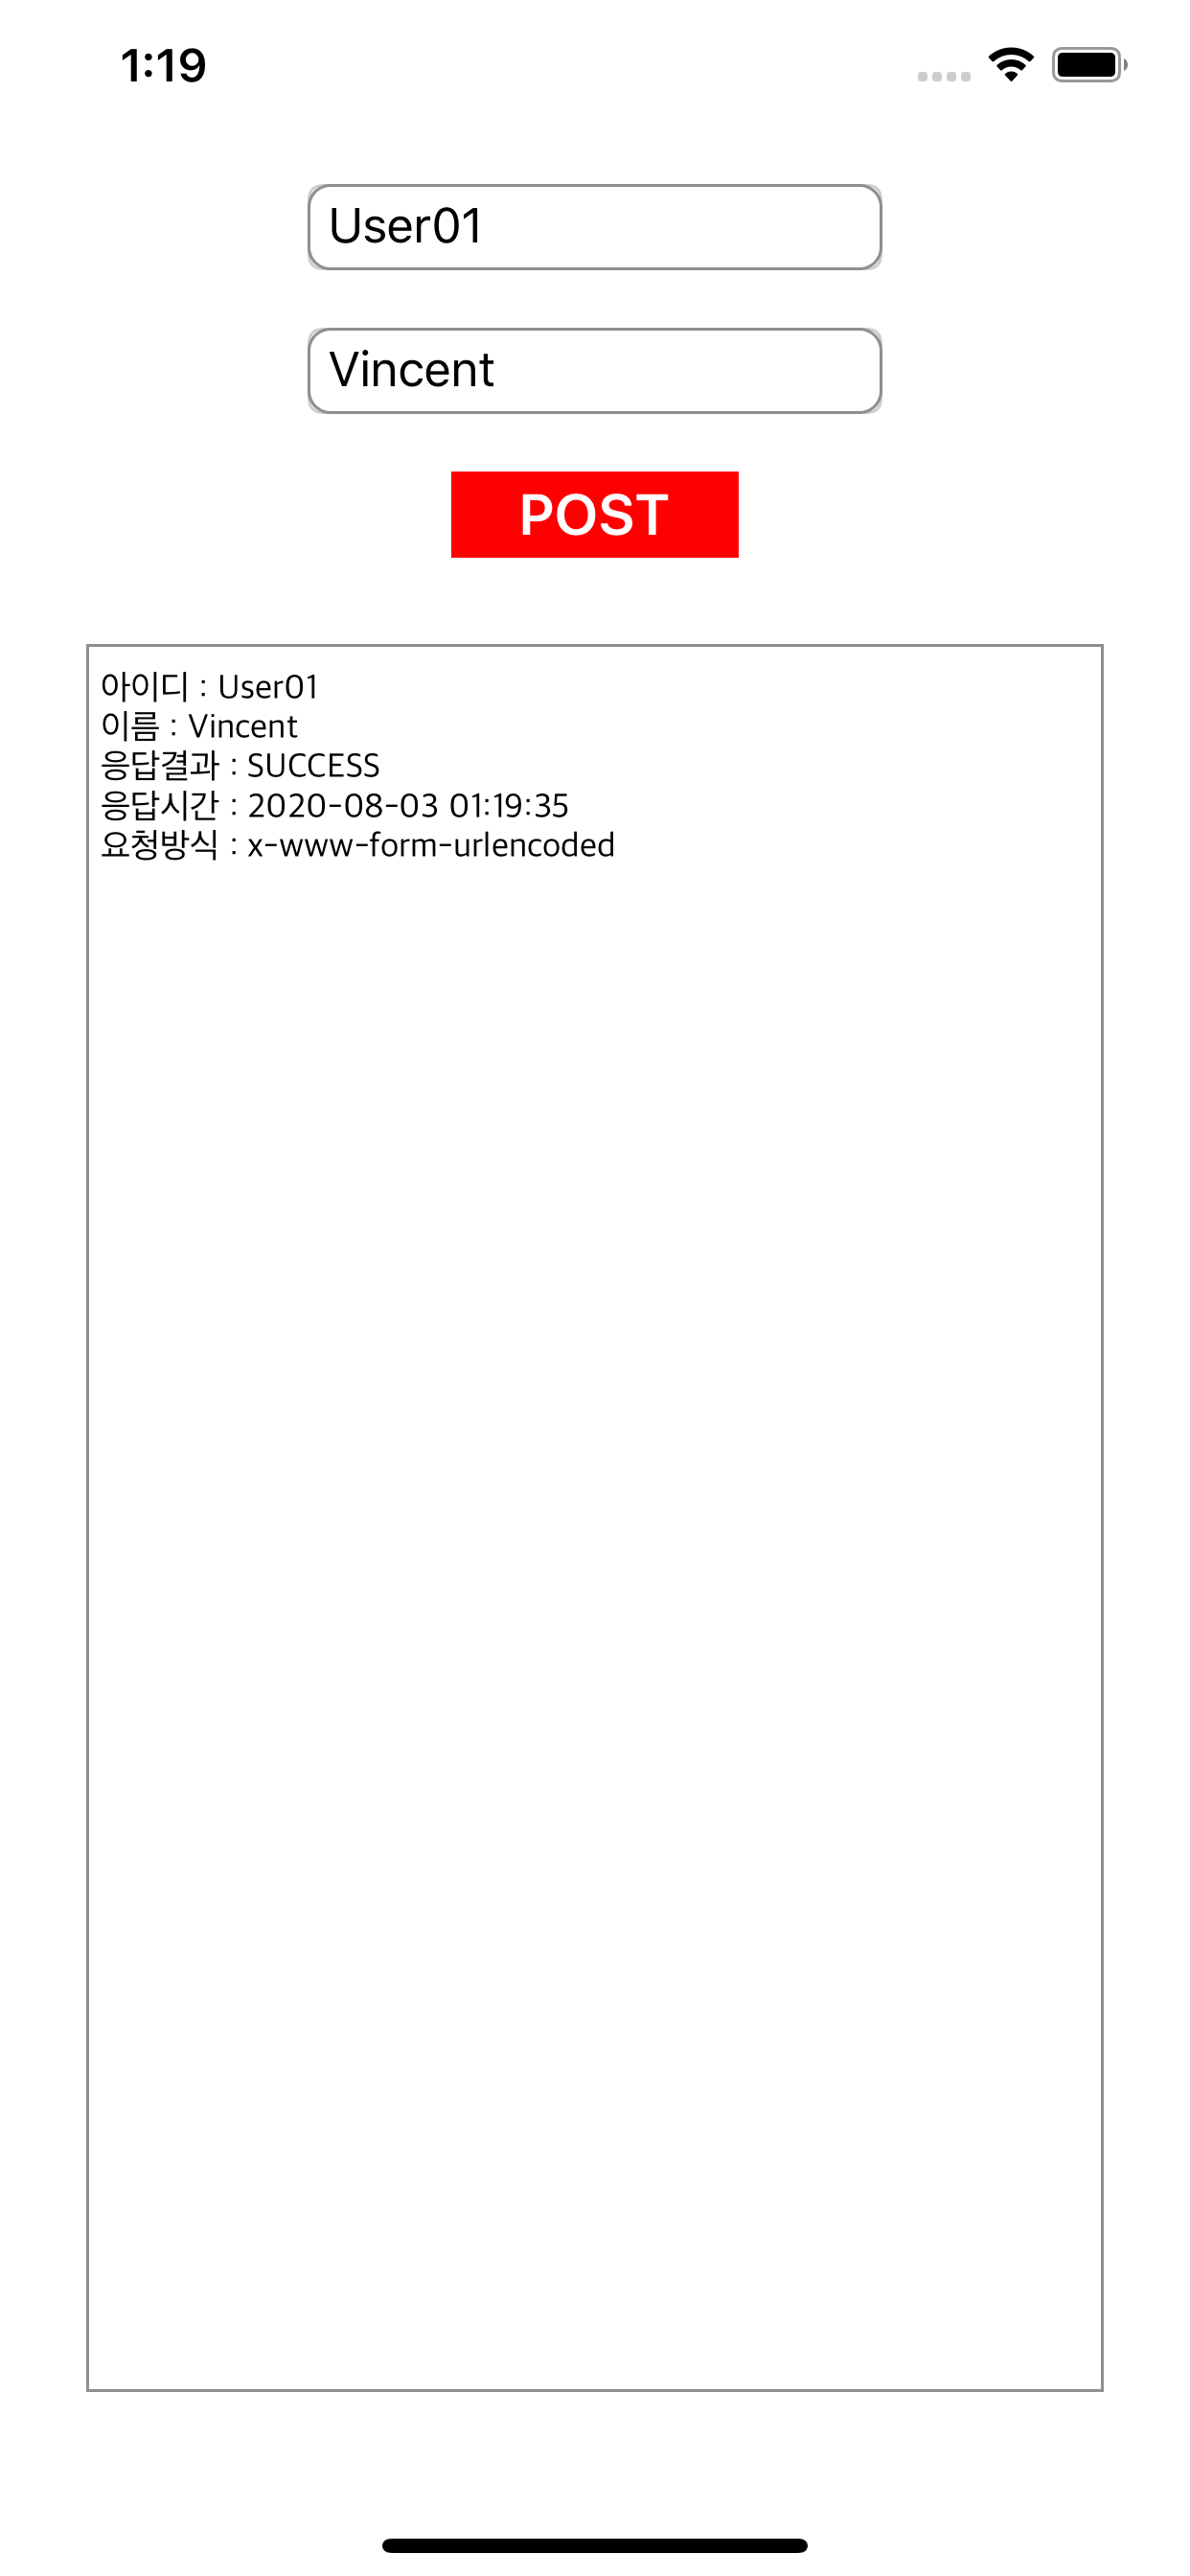 1:19
User01
Vincent
POST
아이디 : User01
이름 : Vincent
응답결과 : SUCCESS
응답시간 : 2020-08-03 01:19:35
요청방식 : x-www-form-urlencoded